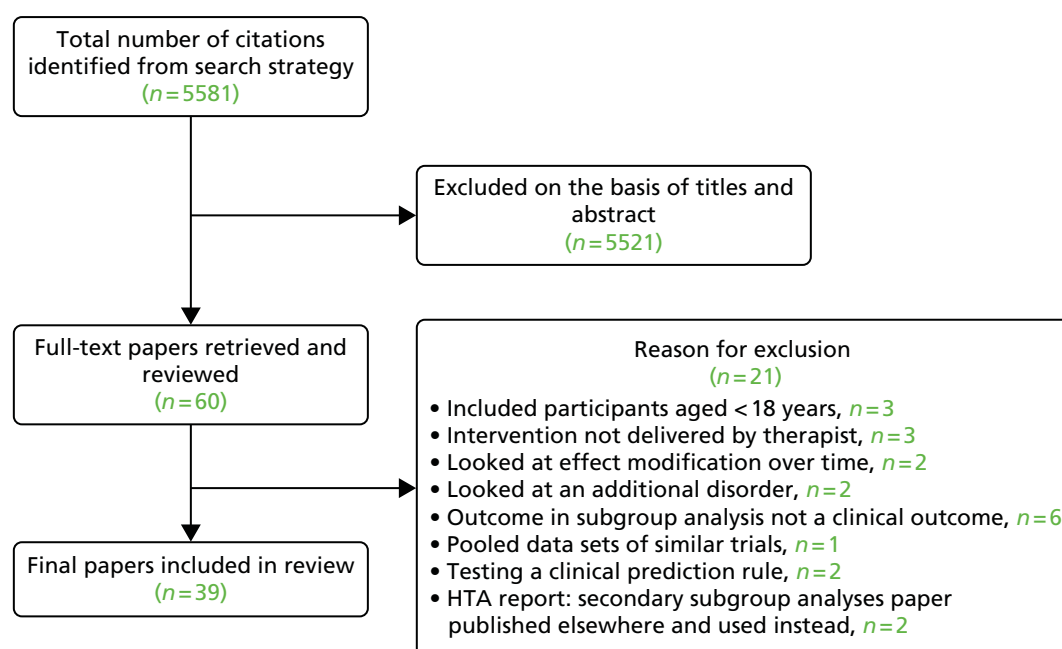 Total number of citations
identified from search strategy
(n=5581)
Excluded on the basis of titles and
abstract
(n=5521)
Full-text papers retrieved and
reviewed
(n=60)
Reason for exclusion
(n=21)
• Included participants aged <18 years, n=3
• Intervention not delivered by therapist, n=3
• Looked at effect modification over time, n=2
• Looked at an additional disorder, n=2
• Outcome in subgroup analysis not a clinical outcome, n=6
• Pooled data sets of similar trials, n=1
• Testing a clinical prediction rule, n=2
• HTA report: secondary subgroup analyses paper
published elsewhere and used instead, n=2
Final papers included in review
(n=39)